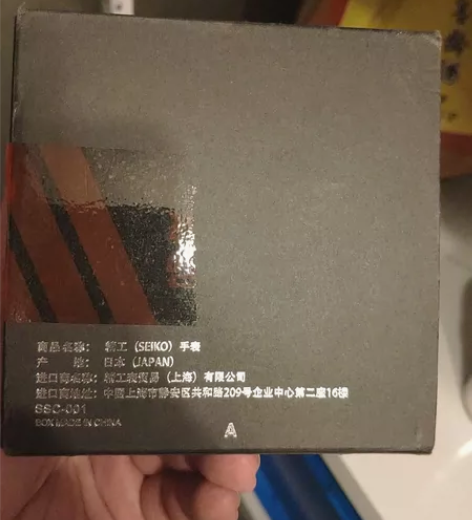 商品名称： 精工（SEIKO）手表
产 地： 日本（JAPAN）
进口商名称：精工表贸易（上海）有限公司
进口商地址：中国上海市静安区共和路209号企业中心第二座16楼
SSC-001
BOX MADE IN CHINA
A